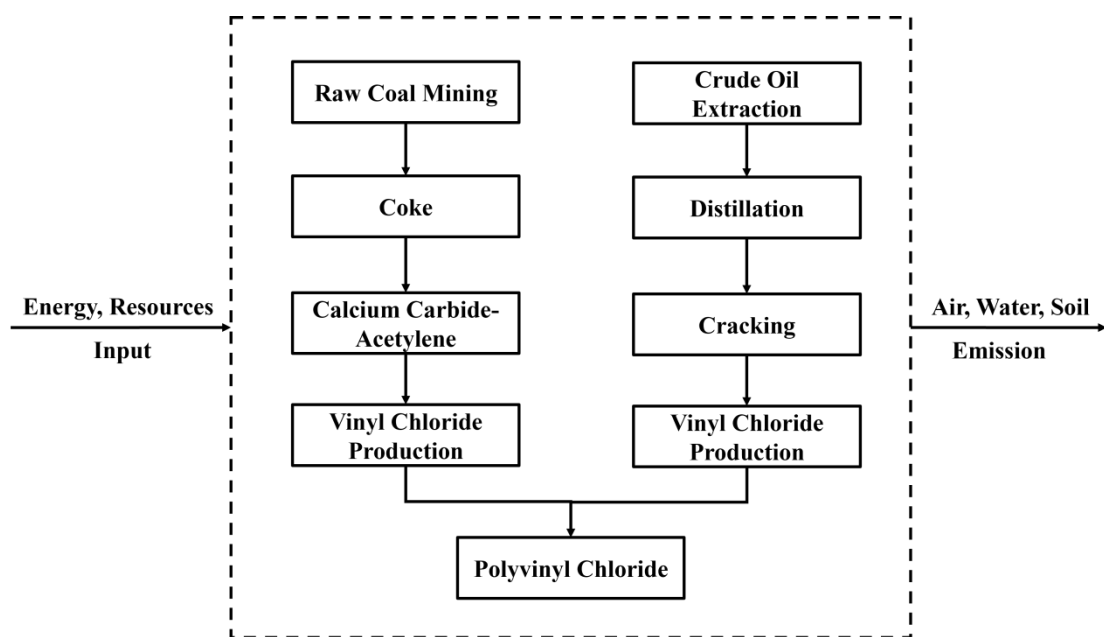 Raw Coal Mining
Coke
Calcium Carbide-
Acetylene
Vinyl Chloride
Production
Crude Oil
Extraction
Distillation
Cracking
Vinyl Chloride
Production
Polyvinyl Chloride
Energy, Resources
Input
Air, Water, Soil
Emission